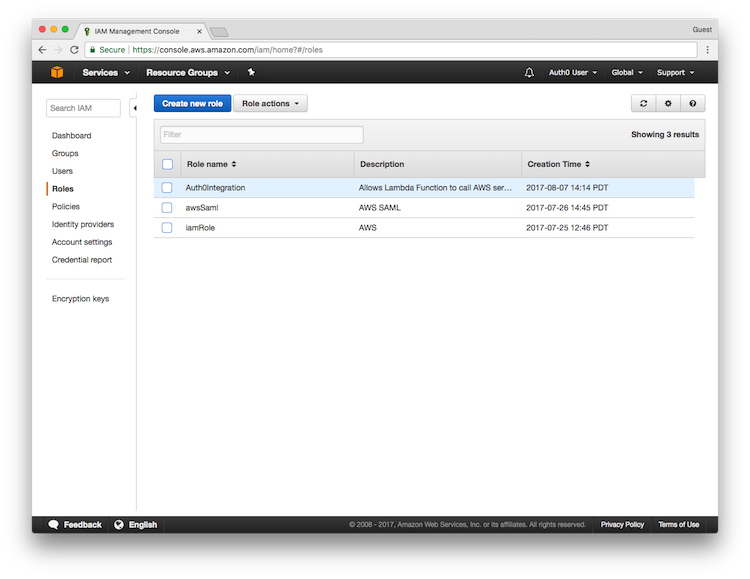 IAM Management Console
Guest
Secure | https://console.aws.amazon.com/iam/home?#/roles
Services Resource Groups Auth0 User Global Support
Search IAM
Dashboard
Groups
Users
Roles
Policies
Identity providers
Account settings
Credential report
Encryption keys
Create new role Role actions
Filter Showing 3 results
Role name Description Creation Time
Auth0Integration Allows Lambda Function to call AWS ser... 2017-08-07 14:14 PDT
awsSaml AWS SAML 2017-07-26 14:45 PDT
iamRole AWS 2017-07-25 12:46 PDT
Feedback English © 2008 - 2017, Amazon Web Services, Inc. or its affiliates. All rights reserved. Privacy Policy Terms of Use